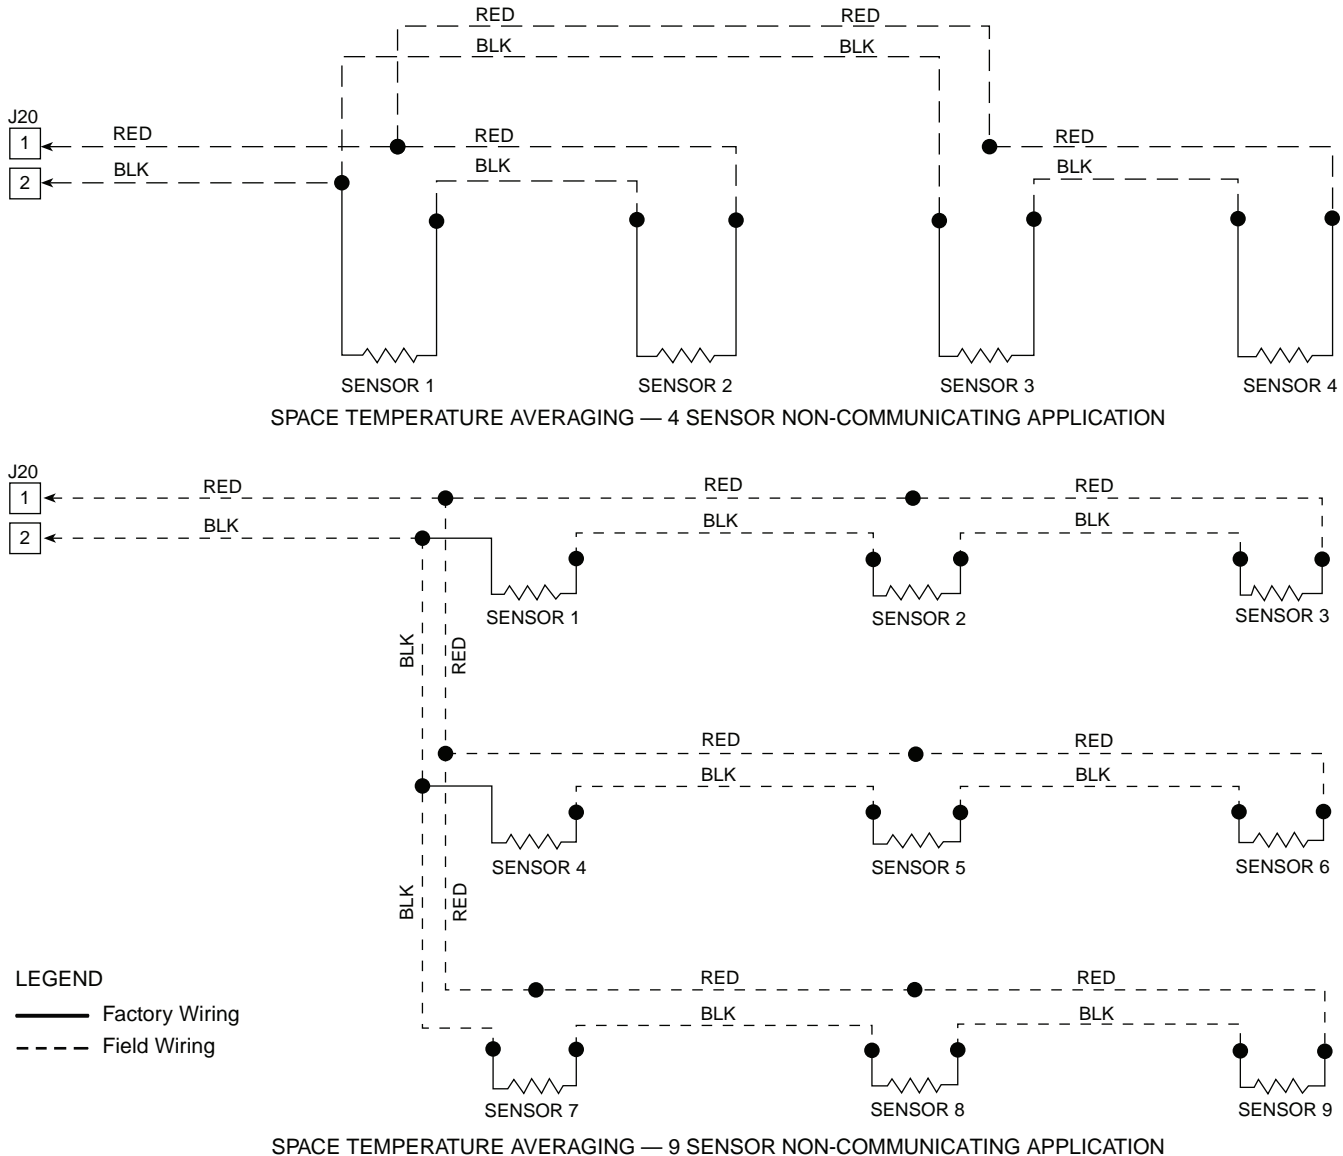 RED RED
BLK BLK
J20
1 RED RED RED
2 BLK BLK BLK
SENSOR 1 SENSOR 2 SENSOR 3 SENSOR 4
SPACE TEMPERATURE AVERAGING — 4 SENSOR NON-COMMUNICATING APPLICATION
J20
1 RED RED RED
2 BLK BLK BLK
SENSOR 1 SENSOR 2 SENSOR 3
BLK RED
RED RED
BLK BLK
SENSOR 4 SENSOR 5 SENSOR 6
BLK RED
RED RED
BLK BLK
SENSOR 7 SENSOR 8 SENSOR 9
LEGEND
Factory Wiring
Field Wiring
SPACE TEMPERATURE AVERAGING — 9 SENSOR NON-COMMUNICATING APPLICATION